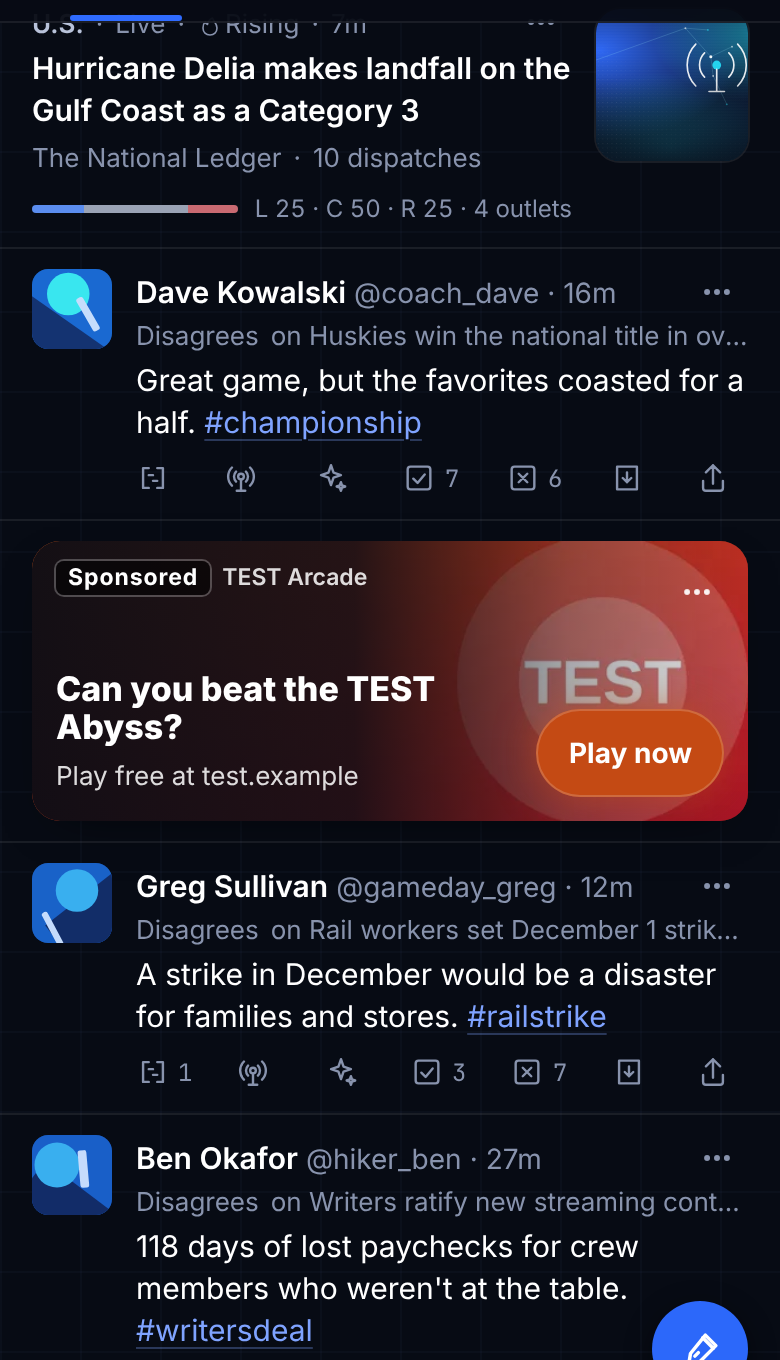 U.S. · Live · Rising · 7m
Hurricane Delia makes landfall on the
Gulf Coast as a Category 3
The National Ledger · 10 dispatches
L 25 · C 50 · R 25 · 4 outlets
Dave Kowalski @coach_dave · 16m
Disagrees on Huskies win the national title in ov...
Great game, but the favorites coasted for a
half. #championship
7 6
Sponsored TEST Arcade
TEST
Can you beat the TEST
Abyss?
Play now
Play free at test.example
Greg Sullivan @gameday_greg · 12m
Disagrees on Rail workers set December 1 strik...
A strike in December would be a disaster
for families and stores. #railstrike
1 3 7
Ben Okafor @hiker_ben · 27m
Disagrees on Writers ratify new streaming cont...
118 days of lost paychecks for crew
members who weren't at the table.
#writersdeal